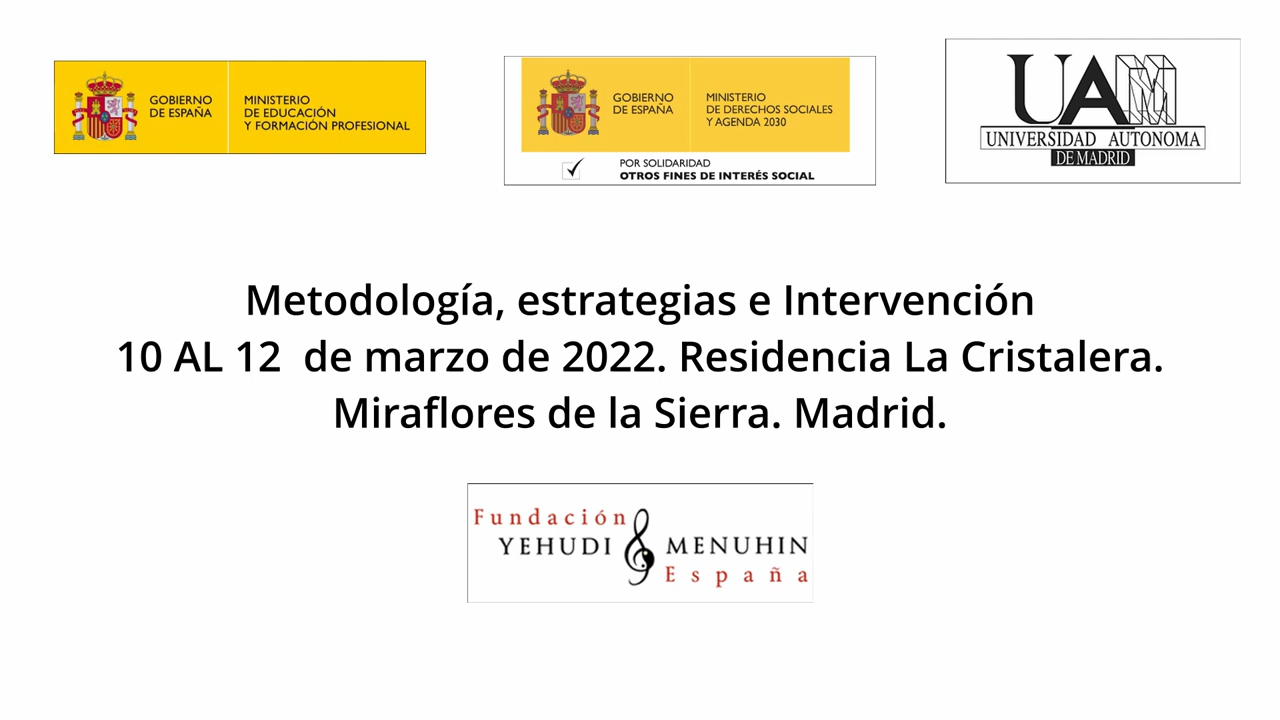 GOBIERNO
DE ESPAÑA
MINISTERIO
DE EDUCACIÓN
Y FORMACIÓN PROFESIONAL
GOBIERNO
DE ESPAÑA
MINISTERIO
DE DERECHOS SOCIALES
Y AGENDA 2030
POR SOLIDARIDAD
OTROS FINES DE INTERÉS SOCIAL
UAM
UNIVERSIDAD AUTONOMA
DE MADRID
Metodología, estrategias e Intervención
10 AL 12 de marzo de 2022. Residencia La Cristalera.
Miraflores de la Sierra. Madrid.
Fundación
YEHUDI MENUHIN
España